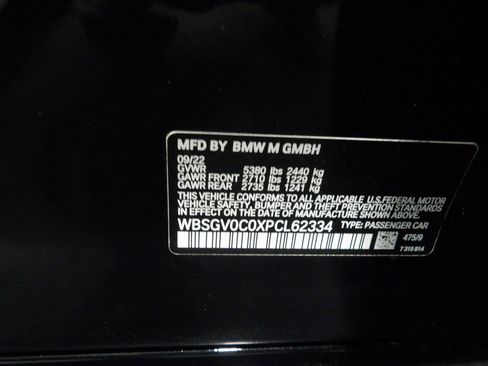 MFD BY BMW M GMBH
09/22
GVWR 5380 lbs 2440 kg
GAWR FRONT 2710 lbs 1229 kg
GAWR REAR 2735 lbs 1241 kg
THIS VEHICLE CONFORMS TO ALL APPLICABLE U.S.FEDERAL MOTOR
VEHICLE SAFETY, BUMPER AND THEFT PREVENTION STANDARDS
IN EFFECT ON THE DATE OF MANUFACTURE SHOWN ABOVE.
WBSGV0C0XPCL62334 TYPE: PASSENGER CAR
475/9
7 315 814